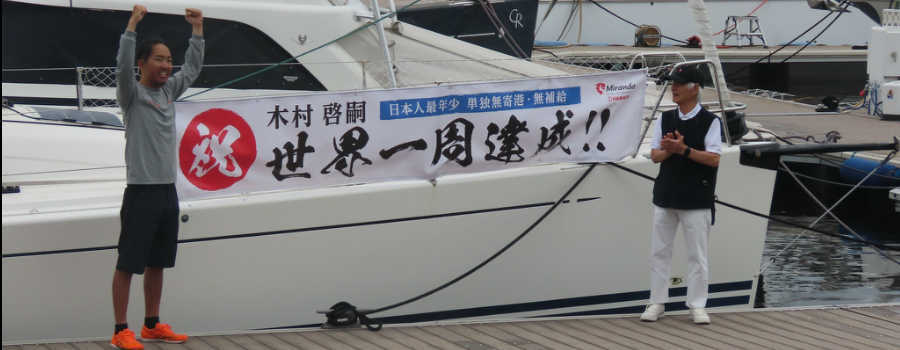 祝
木村 啓嗣
日本人最年少 単独無寄港・無補給
世界一周達成!!
Miranda
CR